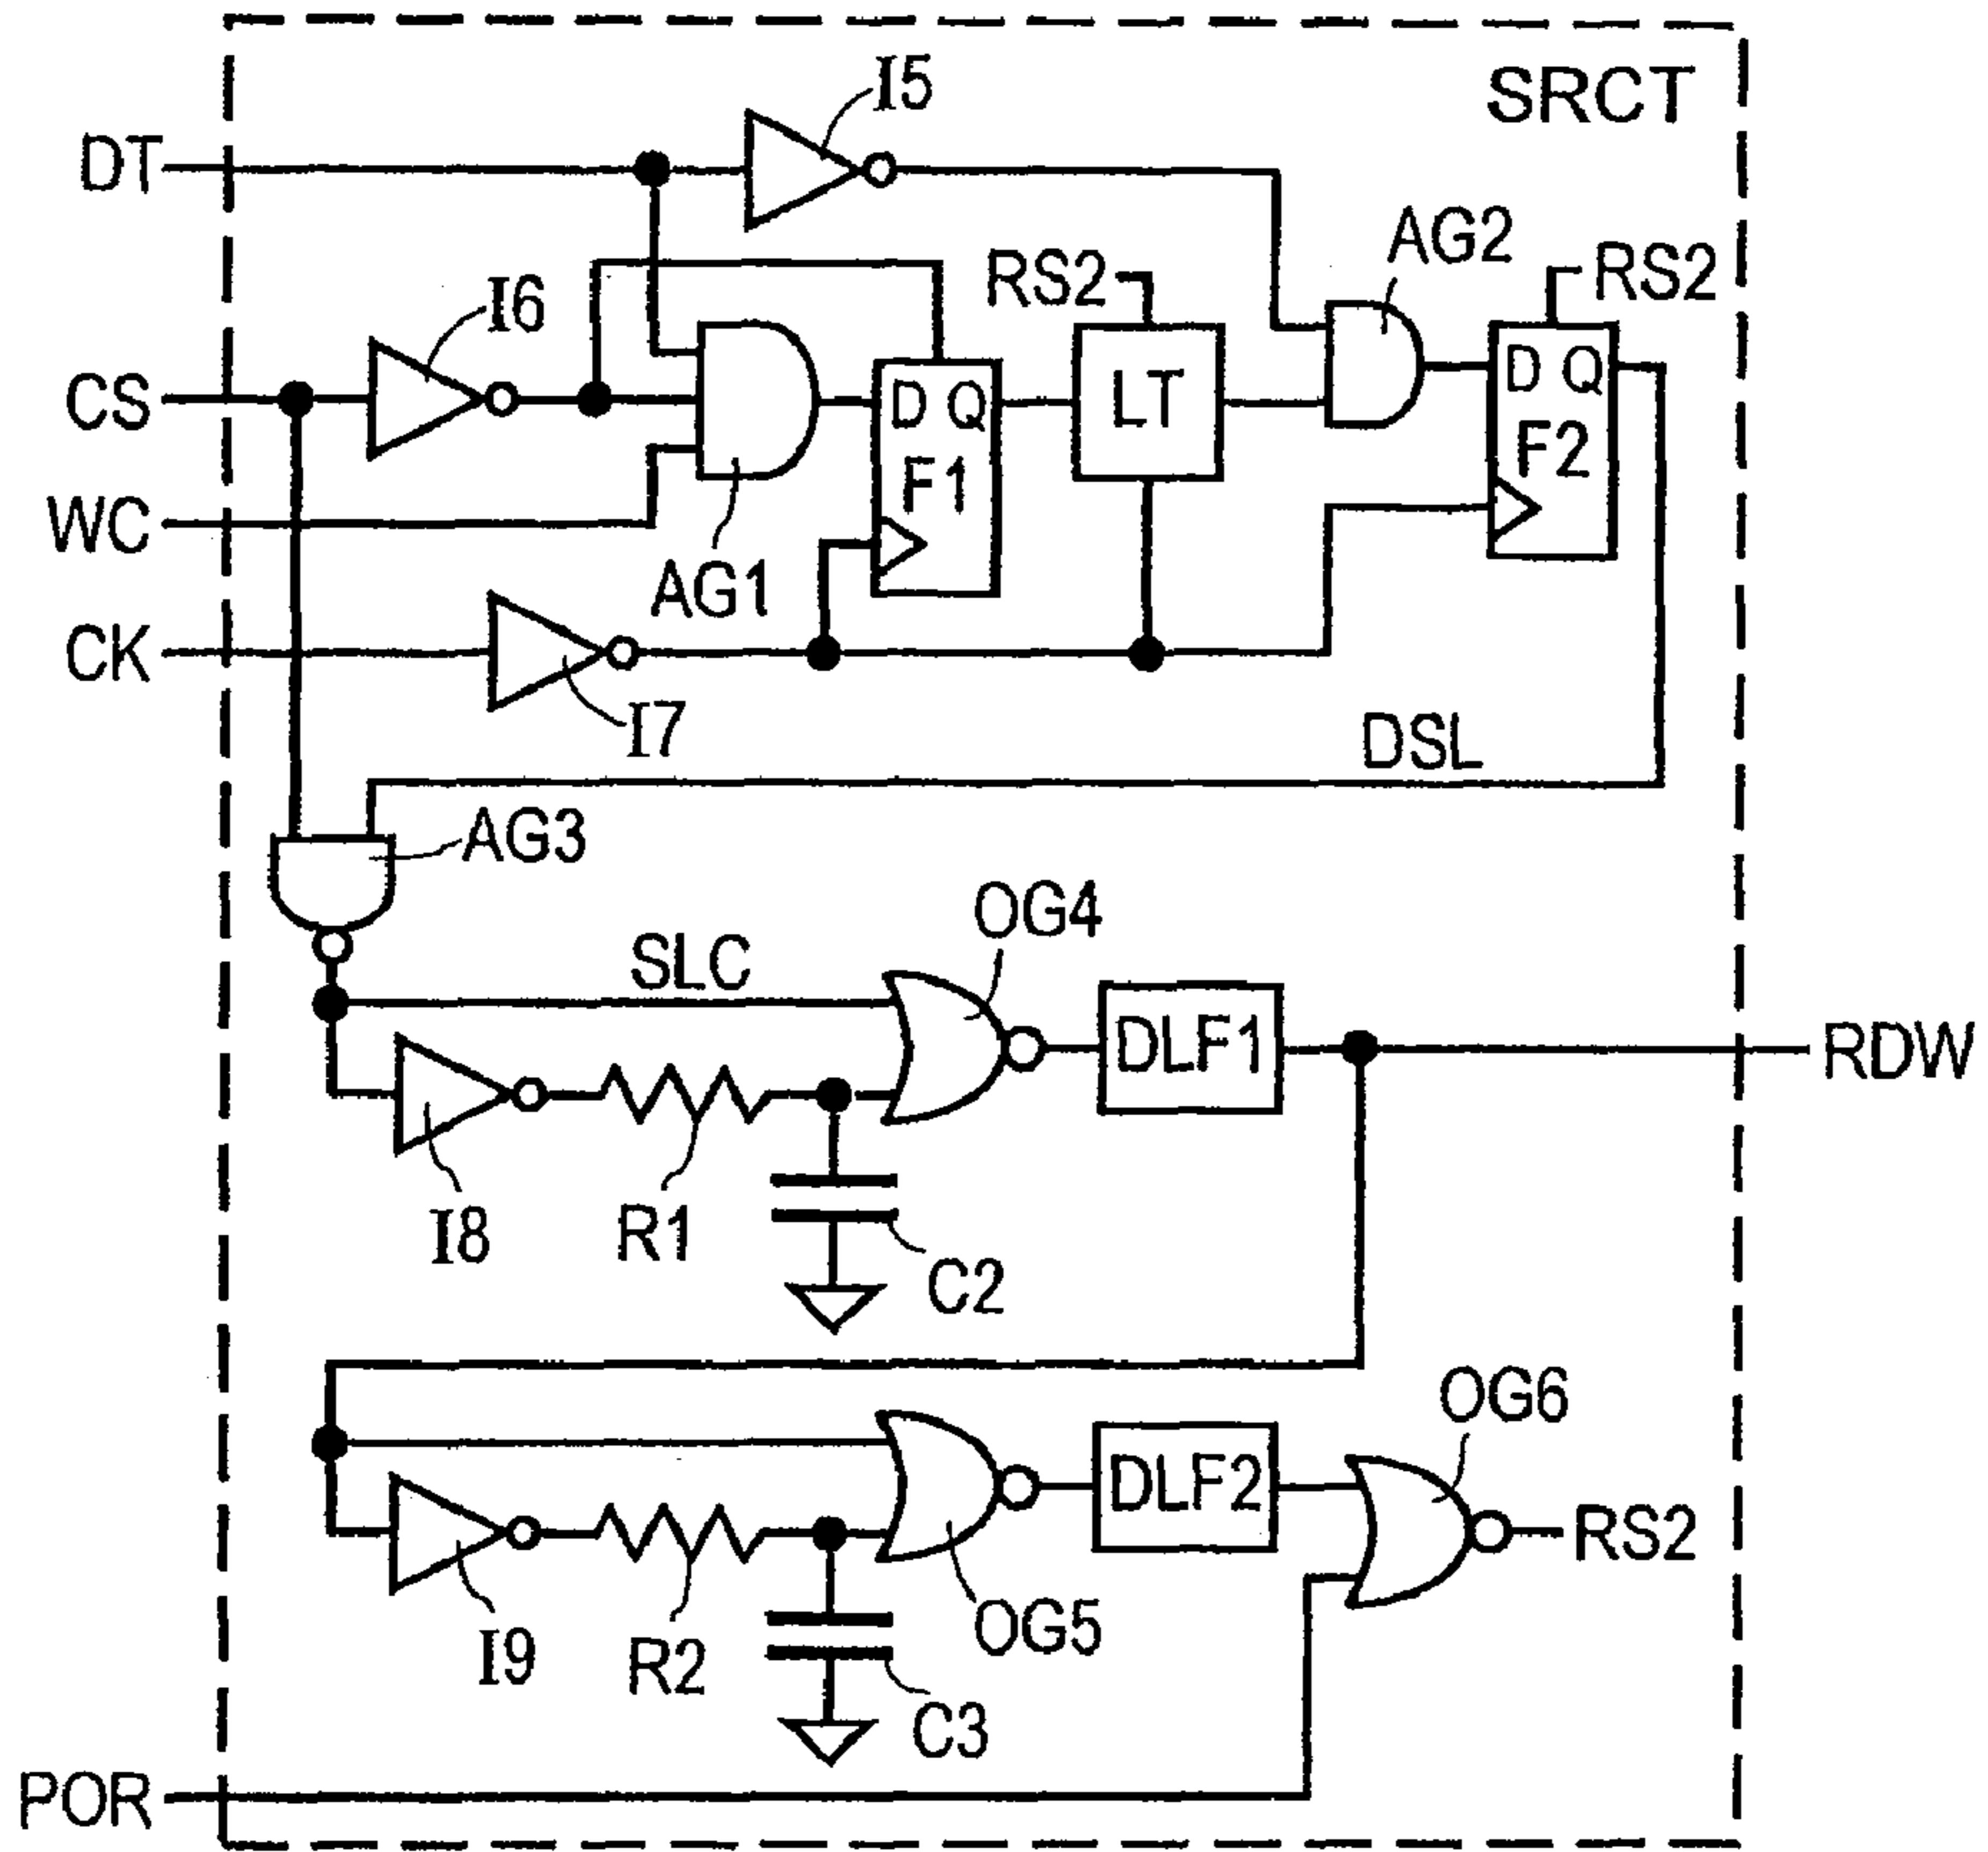 SRCT
I5
DT
AG2
RS2
RS2
I6
CS
D Q
LT
D Q
F2
F1
WC
AG1
CK
I7
DSL
AG3
OG4
SLC
DLF1
RDW
I8
R1
C2
OG6
DLF2
RS2
OG5
I9
R2
C3
POR